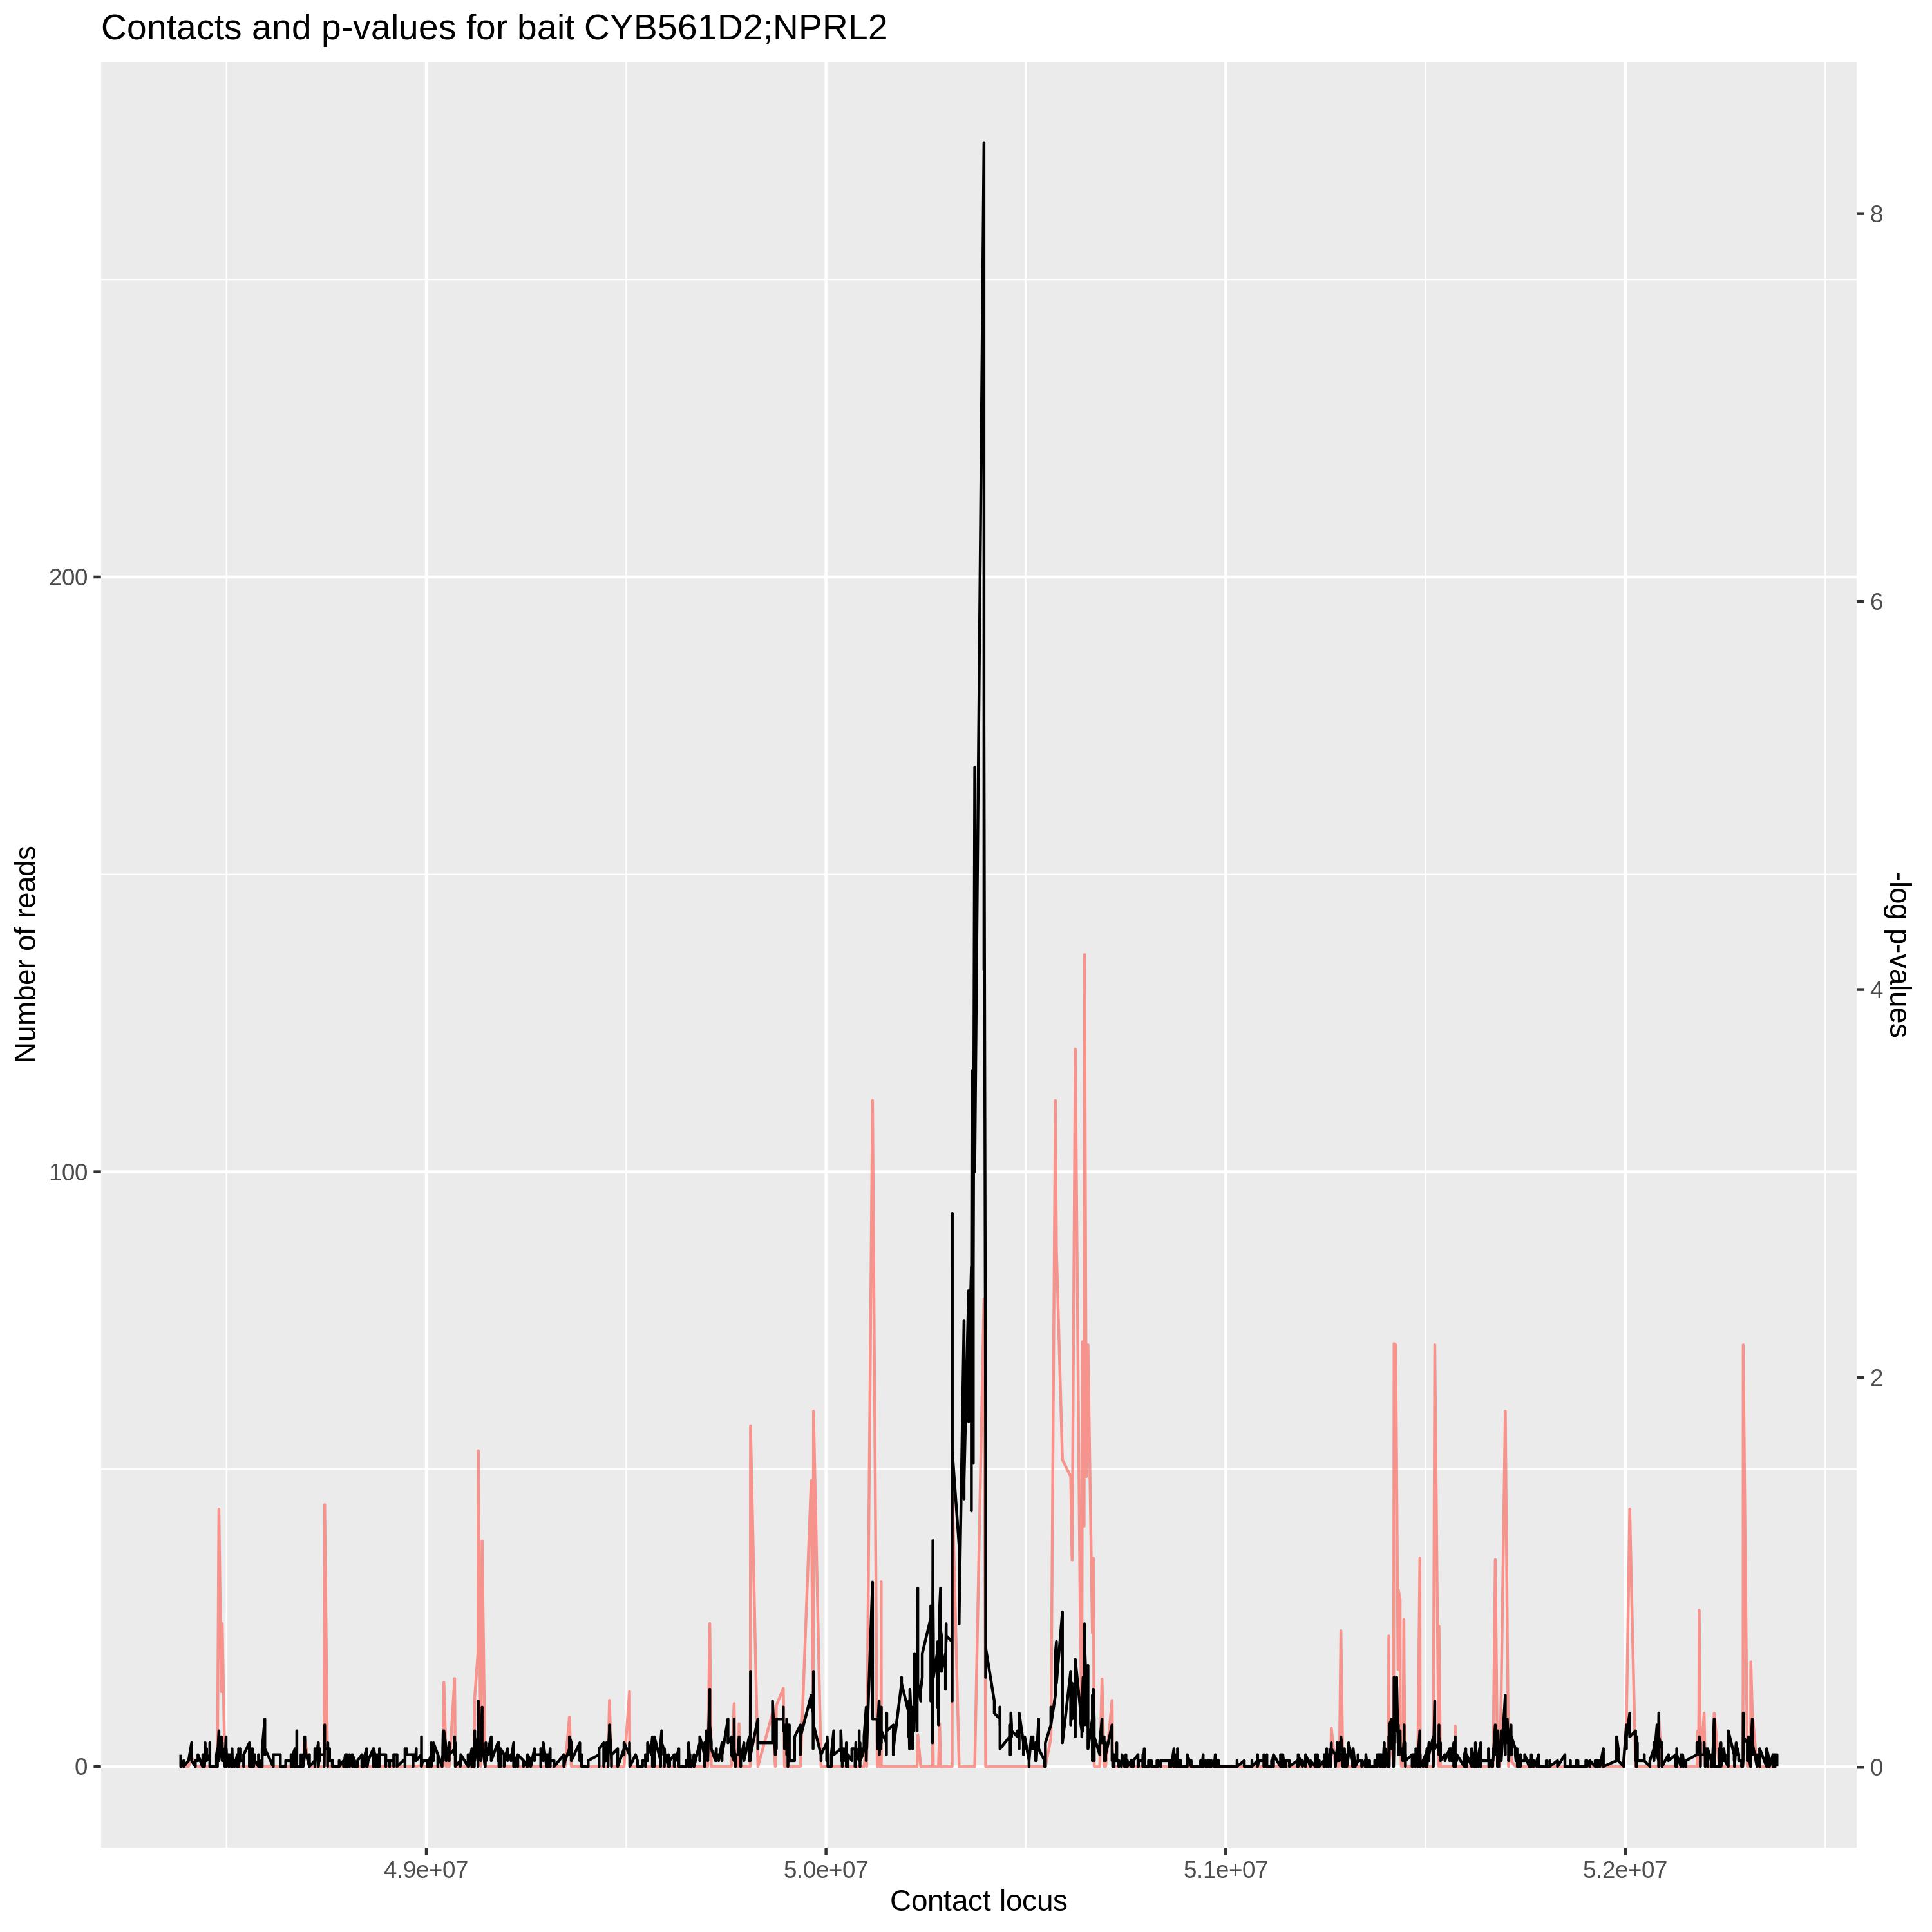 Contacts and p-values for bait CYB561D2;NPRL2
Number of reads
200
100
0
8
6
4
2
0
-log p-values
4.9e+07 5.0e+07 5.1e+07 5.2e+07
Contact locus